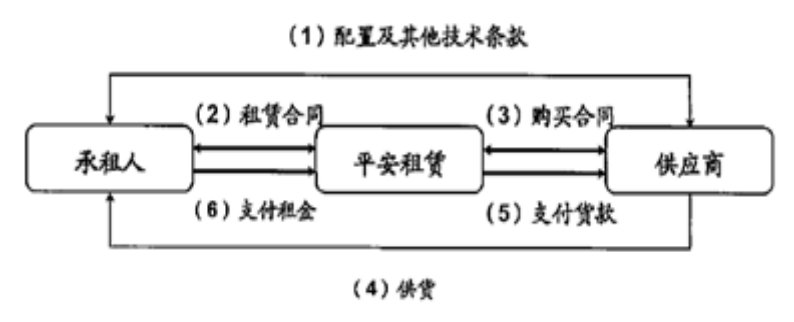 (1)配置及其他技术条款
(2)租赁合同
(3)购买合同
承租人
平安租赁
供应商
(6)支付租金
(5)支付货款
(4)供货